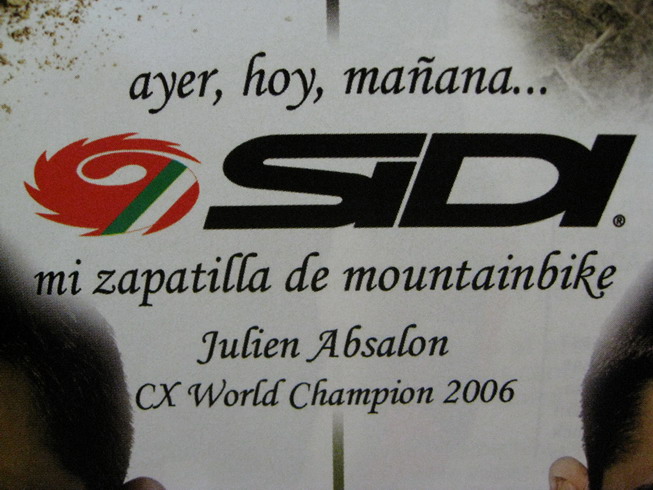 ayer, hoy, mañana...
SiDI®
mi zapatilla de mountainbike
Julien Absalon
CX World Champion 2006